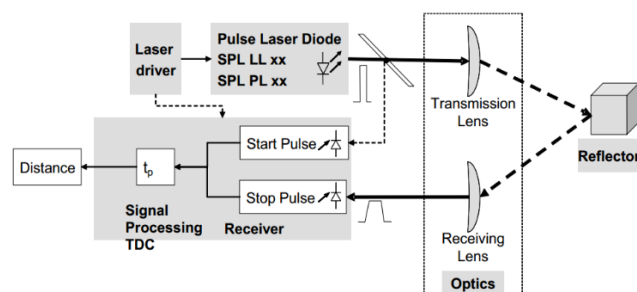 Laser
driver
Pulse Laser Diode
SPL LL xx
SPL PL xx
Transmission
Lens
Reflector
Start Pulse
Distance
tp
Stop Pulse
Signal
Processing
TDC
Receiver
Receiving
Lens
Optics